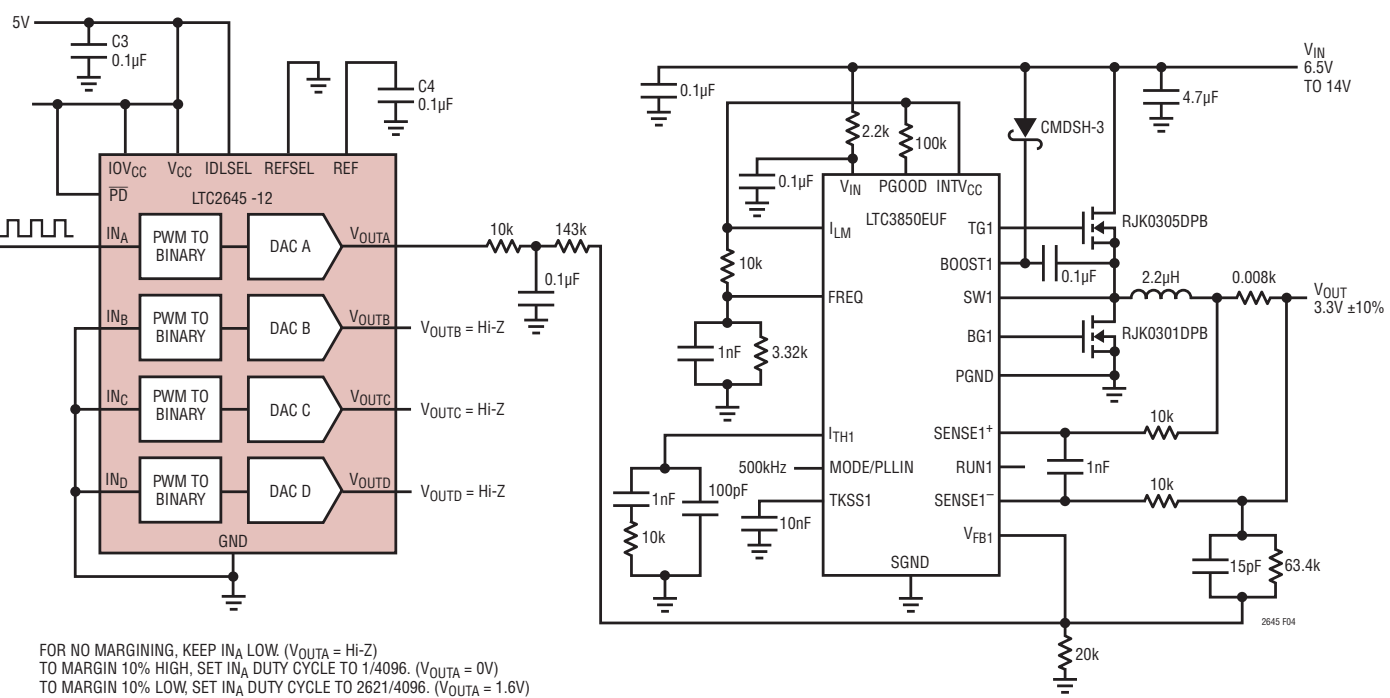 5V
C3
0.1µF
C4
0.1µF
IOVCC
VCC
IDLSEL
REFSEL
REF
PD
LTC2645 -12
INA
PWM TO
BINARY
DAC A
VOUTA
INB
PWM TO
BINARY
DAC B
VOUTB
VOUTB = Hi-Z
INC
PWM TO
BINARY
DAC C
VOUTC
VOUTC = Hi-Z
IND
PWM TO
BINARY
DAC D
VOUTD
VOUTD = Hi-Z
GND
10k
143k
0.1µF
VIN
6.5V
TO 14V
0.1µF
4.7µF
2.2k
100k
CMDSH-3
0.1µF
VIN
PGOOD
INTVCC
LTC3850EUF
ILM
TG1
RJK0305DPB
10k
BOOST1
0.1µF
2.2µH
0.008k
VOUT
3.3V ±10%
FREQ
SW1
1nF
3.32k
BG1
RJK0301DPB
PGND
ITH1
SENSE1+
10k
500kHz
MODE/PLLIN
RUN1
1nF
1nF
100pF
TKSS1
SENSE1–
10k
10k
10nF
VFB1
SGND
15pF
63.4k
2645 F04
20k
FOR NO MARGINING, KEEP INA LOW. (VOUTA = Hi-Z)
TO MARGIN 10% HIGH, SET INA DUTY CYCLE TO 1/4096. (VOUTA = 0V)
TO MARGIN 10% LOW, SET INA DUTY CYCLE TO 2621/4096. (VOUTA = 1.6V)